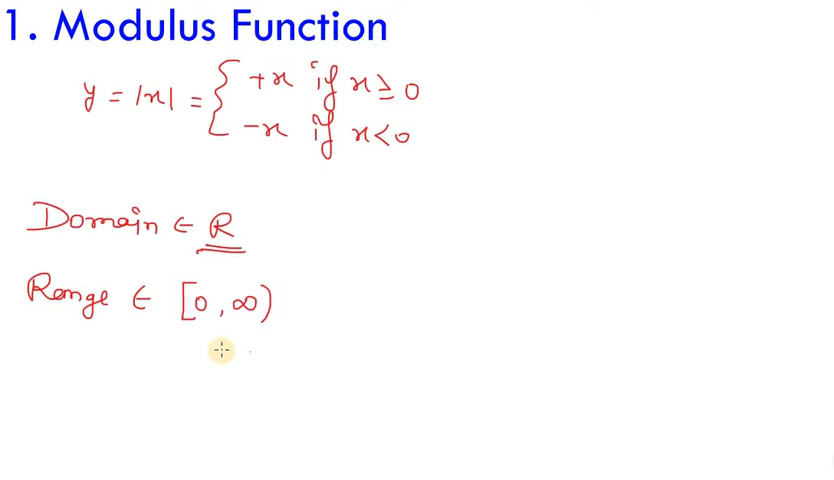 1. Modulus Function
y = |x| = { +x if x ≥ 0
-x if x < 0
Domain ∈ R
Range ∈ [0, ∞)